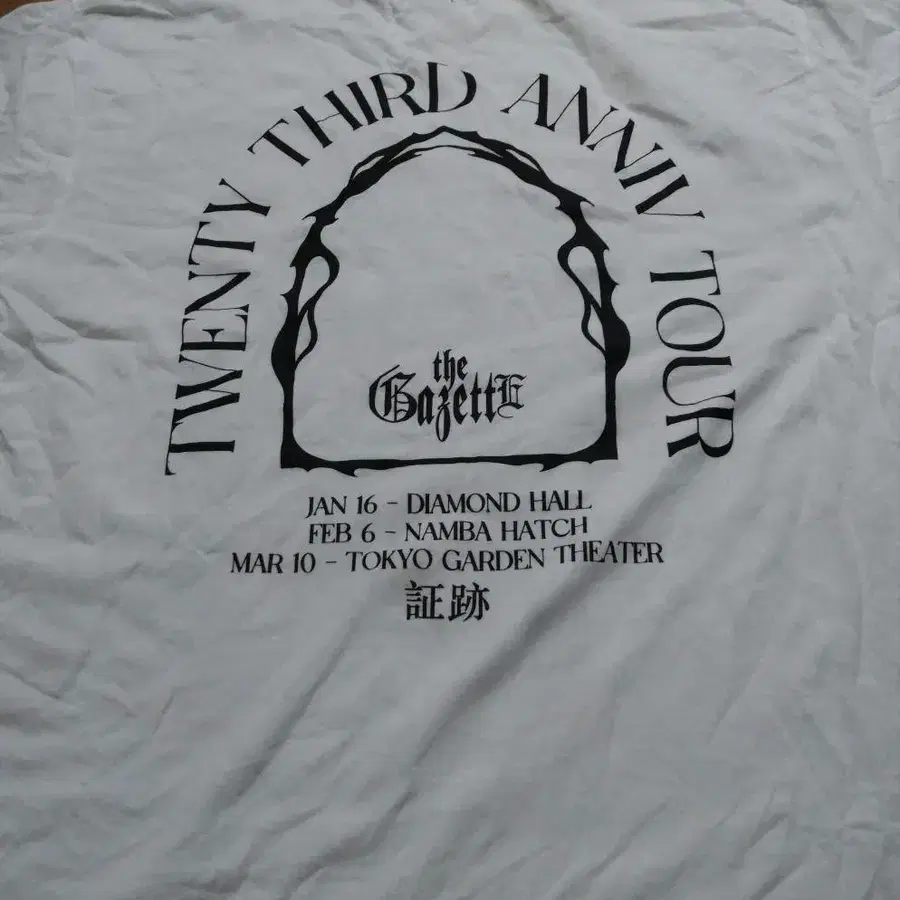 TWENTY THIRD ANNIV TOUR
the
GazettE
JAN 16 - DIAMOND HALL
FEB 6 - NAMBA HATCH
MAR 10 - TOKYO GARDEN THEATER
証跡